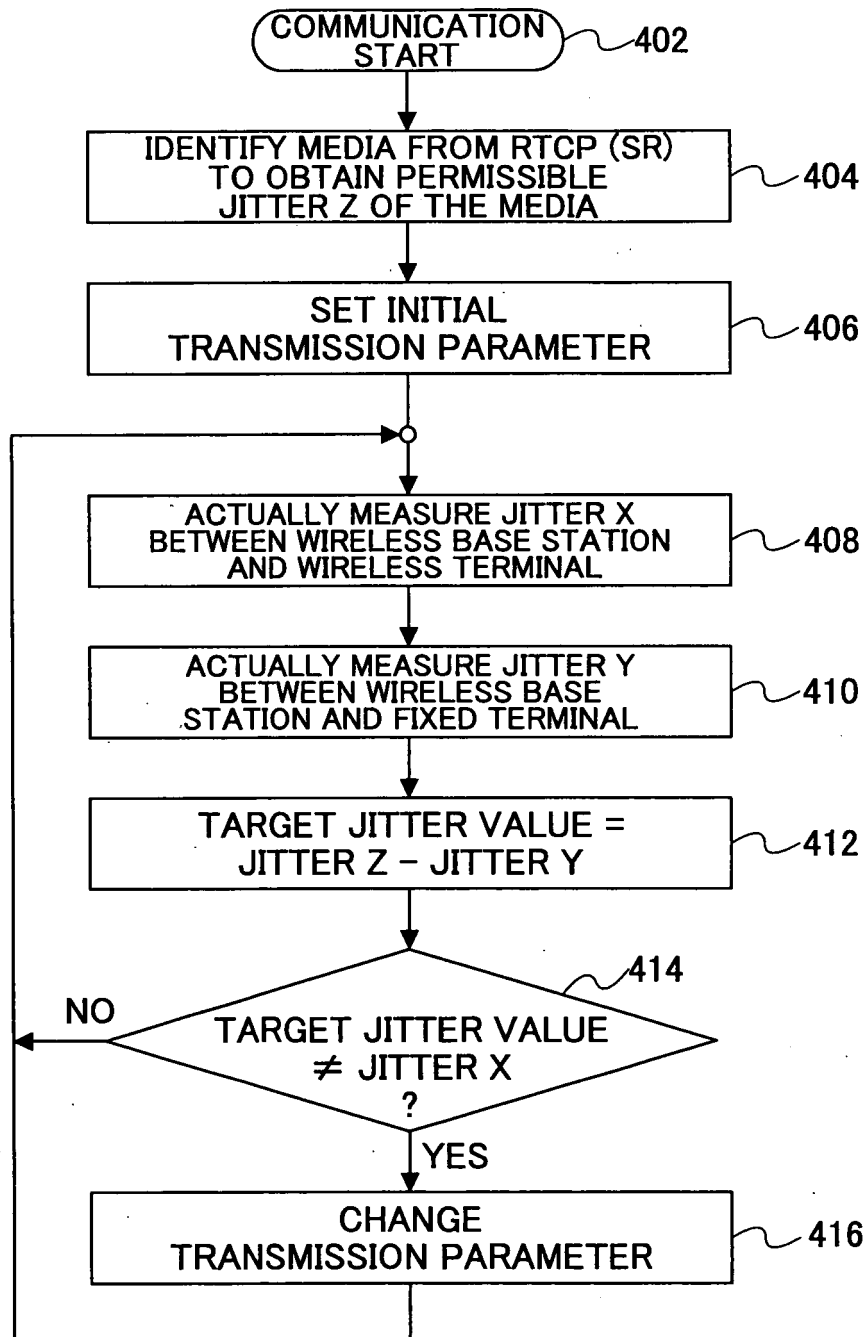 COMMUNICATION
START
402
IDENTIFY MEDIA FROM RTCP (SR)
TO OBTAIN PERMISSIBLE
JITTER Z OF THE MEDIA
404
SET INITIAL
TRANSMISSION PARAMETER
406
ACTUALLY MEASURE JITTER X
BETWEEN WIRELESS BASE STATION
AND WIRELESS TERMINAL
408
ACTUALLY MEASURE JITTER Y
BETWEEN WIRELESS BASE
STATION AND FIXED TERMINAL
410
TARGET JITTER VALUE =
JITTER Z – JITTER Y
412
414
NO
TARGET JITTER VALUE
≠ JITTER X
?
YES
CHANGE
TRANSMISSION PARAMETER
416